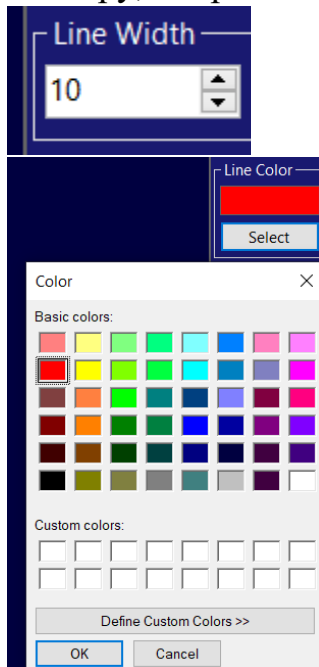 Line Width
10
Line Color
Select
Color
Basic colors:
Custom colors:
Define Custom Colors >>
OK Cancel